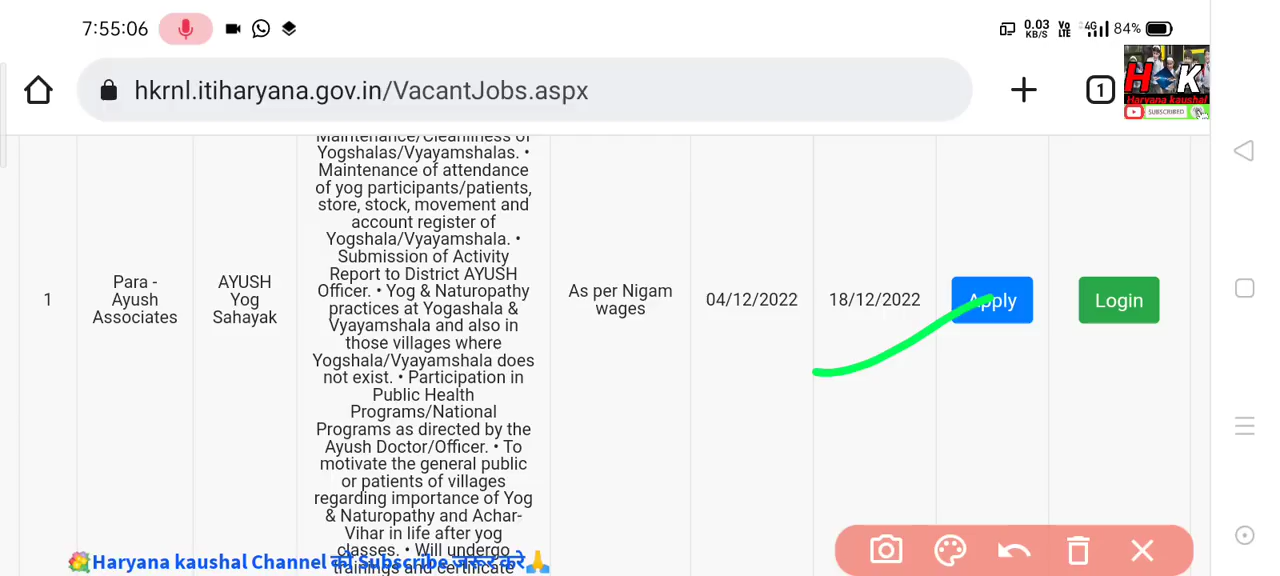 7:55:06
0.03 KB/S Vo LTE 4G 84%
hkrnl.itiharyana.gov.in/VacantJobs.aspx
1
H K
Haryana kaushal
SUBSCRIBED
Maintenance/Cleanliness of
Yogshalas/Vyayamshalas. •
Maintenance of attendance
of yog participants/patients,
store, stock, movement and
account register of
Yogshala/Vyayamshala. •
Submission of Activity
Report to District AYUSH
Officer. • Yog & Naturopathy
practices at Yogashala &
Vyayamshala and also in
those villages where
Yogshala/Vyayamshala does
not exist. • Participation in
Public Health
Programs/National
Programs as directed by the
Ayush Doctor/Officer. • To
motivate the general public
or patients of villages
regarding importance of Yog
& Naturopathy and Achar-
Vihar in life after yog
classes. • Will undergo
trainings and certificate
1
Para -
Ayush
Associates
AYUSH
Yog
Sahayak
As per Nigam
wages
04/12/2022
18/12/2022
Apply
Login
Haryana kaushal Channel को Subscribe जरूर करे